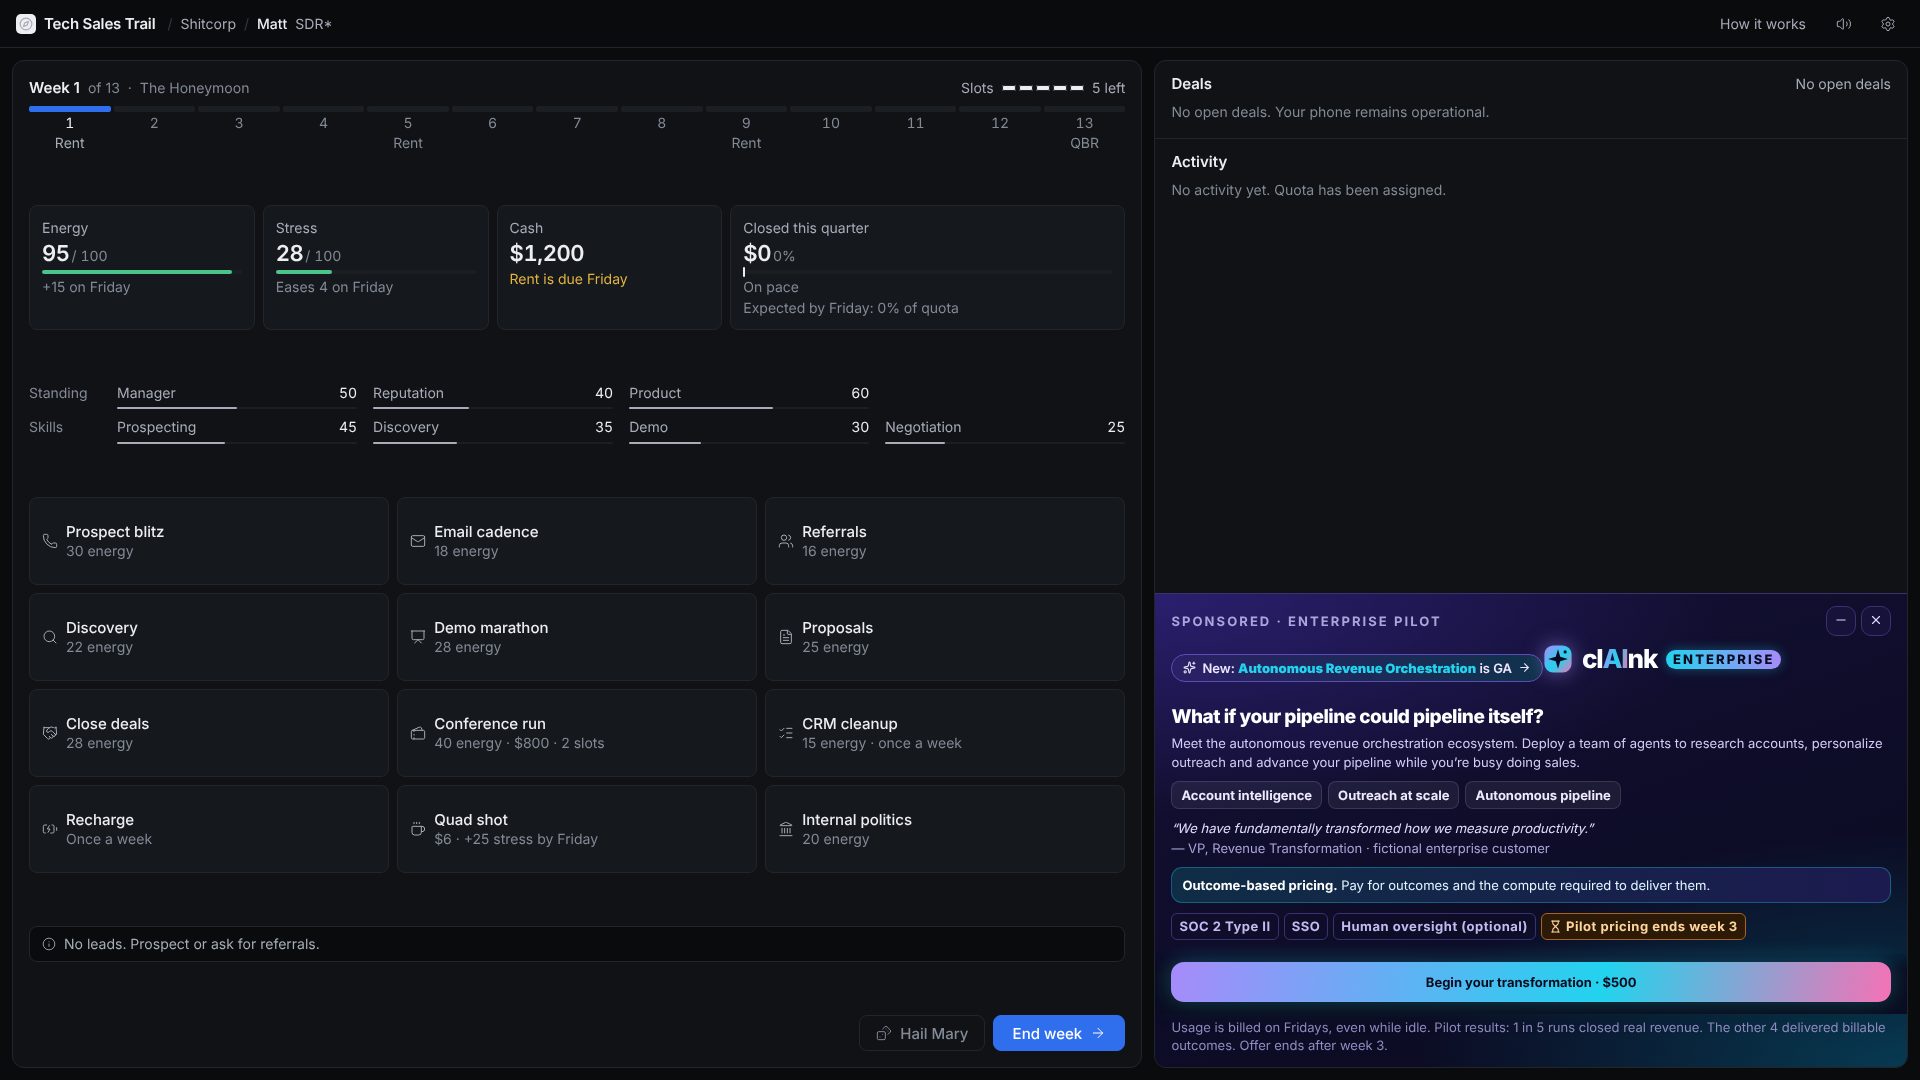 Tech Sales Trail / Shitcorp / Matt SDR*
How it works
Week 1 of 13 · The Honeymoon
Slots 5 left
1 2 3 4 5 6 7 8 9 10 11 12 13
Rent Rent Rent QBR
Energy
95 / 100
+15 on Friday
Stress
28 / 100
Eases 4 on Friday
Cash
$1,200
Rent is due Friday
Closed this quarter
$0 0%
On pace
Expected by Friday: 0% of quota
Standing Manager 50 Reputation 40 Product 60
Skills Prospecting 45 Discovery 35 Demo 30 Negotiation 25
Prospect blitz
30 energy
Email cadence
18 energy
Referrals
16 energy
Discovery
22 energy
Demo marathon
28 energy
Proposals
25 energy
Close deals
28 energy
Conference run
40 energy · $800 · 2 slots
CRM cleanup
15 energy · once a week
Recharge
Once a week
Quad shot
$6 · +25 stress by Friday
Internal politics
20 energy
No leads. Prospect or ask for referrals.
Hail Mary
End week
Deals
No open deals
No open deals. Your phone remains operational.
Activity
No activity yet. Quota has been assigned.
SPONSORED · ENTERPRISE PILOT
New: Autonomous Revenue Orchestration is GA
clAInk ENTERPRISE
What if your pipeline could pipeline itself?
Meet the autonomous revenue orchestration ecosystem. Deploy a team of agents to research accounts, personalize
outreach and advance your pipeline while you're busy doing sales.
Account intelligence
Outreach at scale
Autonomous pipeline
“We have fundamentally transformed how we measure productivity.”
— VP, Revenue Transformation · fictional enterprise customer
Outcome-based pricing. Pay for outcomes and the compute required to deliver them.
SOC 2 Type II
SSO
Human oversight (optional)
Pilot pricing ends week 3
Begin your transformation · $500
Usage is billed on Fridays, even while idle. Pilot results: 1 in 5 runs closed real revenue. The other 4 delivered billable
outcomes. Offer ends after week 3.